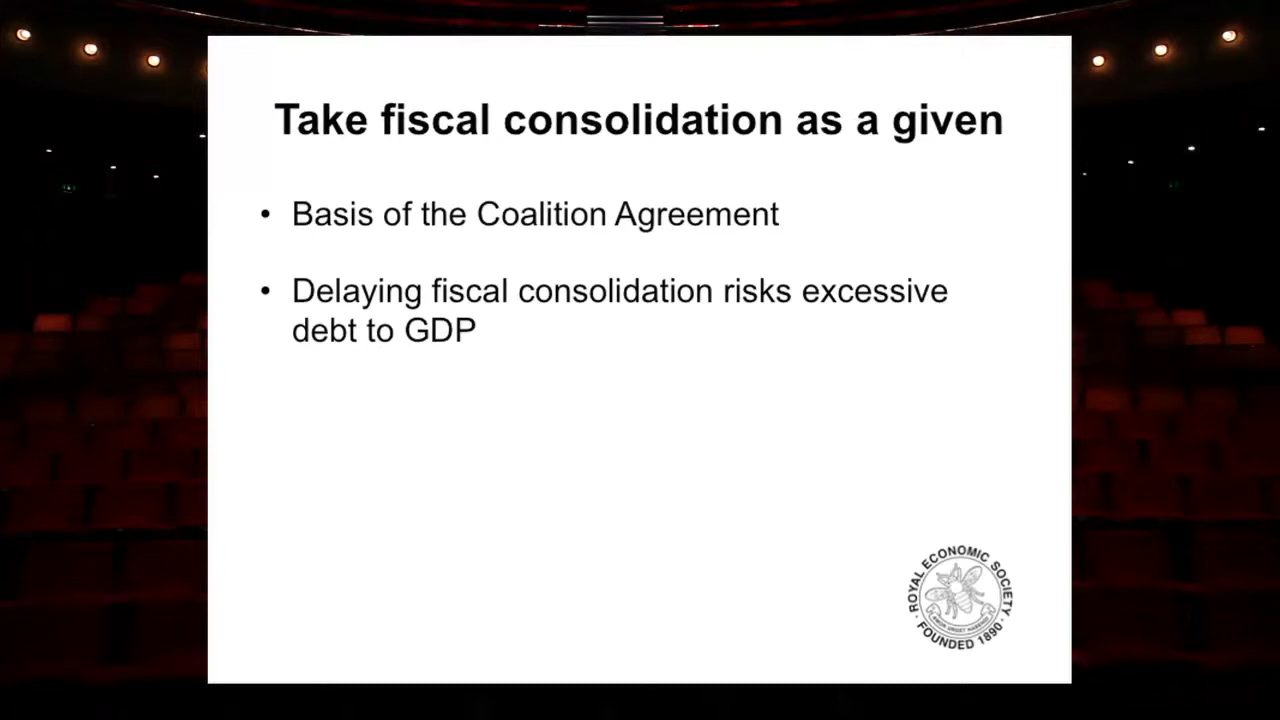 Take fiscal consolidation as a given
• Basis of the Coalition Agreement
• Delaying fiscal consolidation risks excessive
debt to GDP
ROYAL ECONOMIC SOCIETY
· FOUNDED 1890 ·